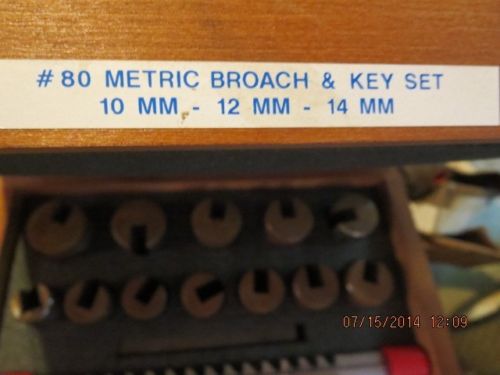 # 80 METRIC BROACH & KEY SET
10 MM - 12 MM - 14 MM
07/15/2014 12:09